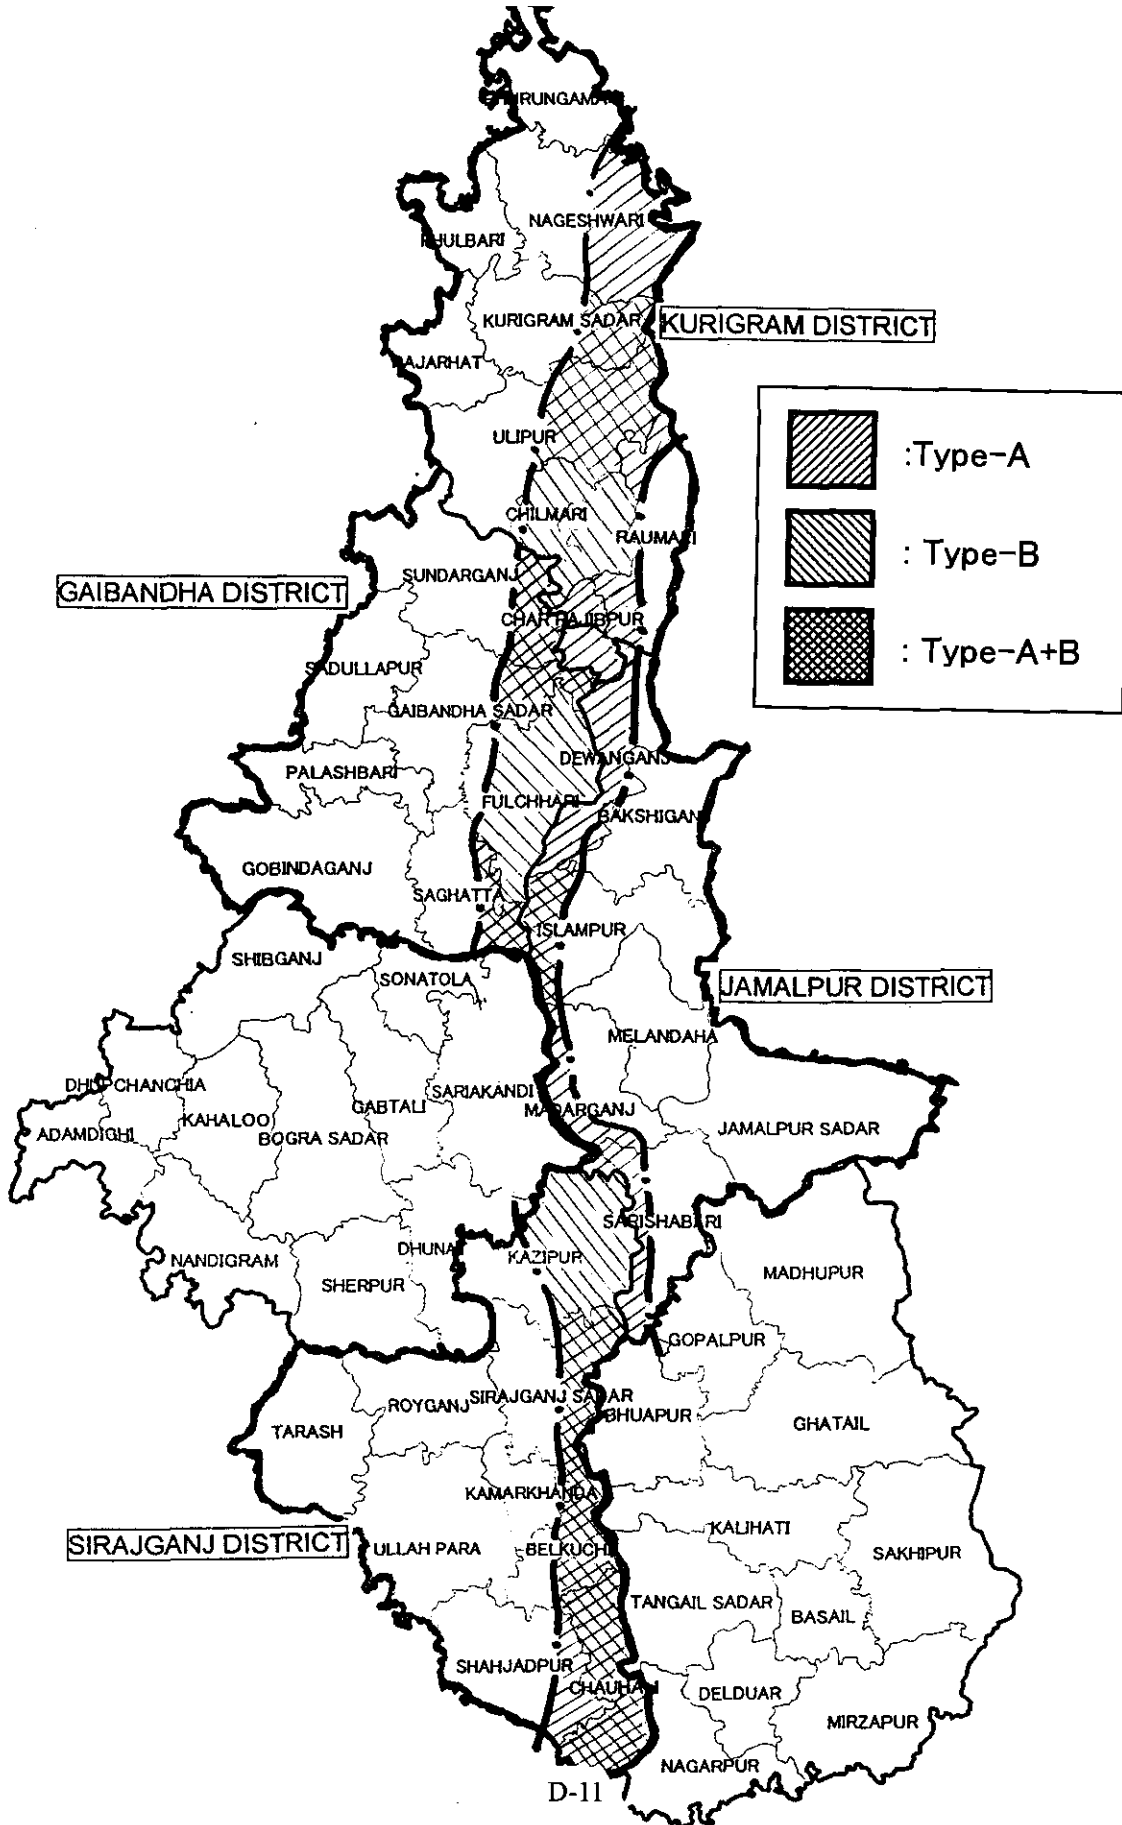 NAGESHWARI
KURIGRAM SADAR
KURIGRAM DISTRICT
ULIPUR
:Type-A
CHILMARI
RAUMARI
: Type-B
SUNDARGANJ
GAIBANDHA DISTRICT
CHAR RAJIBPUR
: Type-A+B
SADULLAPUR
GAIBANDHA SADAR
DEWANGANJ
PALASHBARI
FULCHHARI
BAKSHIGANJ
GOBINDAGANJ
SAGHATTA
ISLAMPUR
SHIBGANJ
SONATOLA
JAMALPUR DISTRICT
MELANDAHA
DHUPCHANCHIA
SARIAKANDI
GABTALI
MADARGANJ
KAHALOO
ADAMDIGHI
BOGRA SADAR
JAMALPUR SADAR
SARISHABARI
DHUNAT
KAZIPUR
NANDIGRAM
SHERPUR
MADHUPUR
GOPALPUR
ROYGANJ
SIRAJGANJ SADAR
BHUAPUR
TARASH
GHATAIL
KAMARKHANDA
KALIHATI
SIRAJGANJ DISTRICT
ULLAH PARA
BELKUCHI
SAKHIPUR
TANGAIL SADAR
BASAIL
SHAHJADPUR
CHAUHALI
DELDUAR
MIRZAPUR
NAGARPUR
D-11